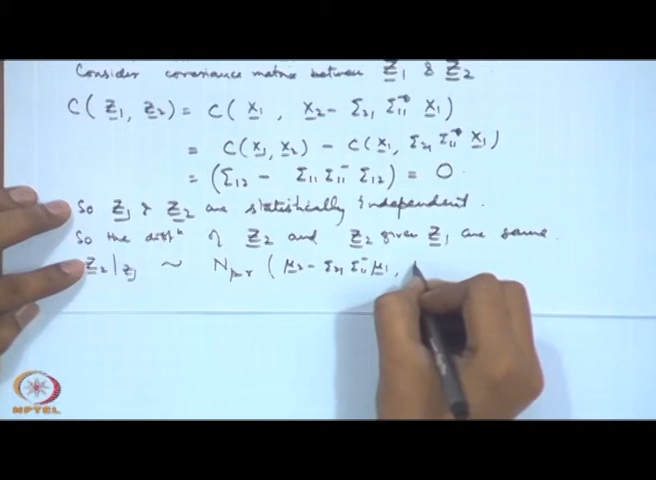 Consider covariance matrix between Z1 & Z2
C( Z1, Z2) = C( X1, X2 - Σ21 Σ11⁻ X1)
= C(X1, X2) - C(X1, Σ21 Σ11⁻ X1)
= (Σ12 - Σ11 Σ11⁻ Σ12) = 0
So Z1 & Z2 are statistically independent.
So the distⁿ of Z2 and Z2 given Z1 are same.
Z2|Z1 ~ Np-r ( μ2 - Σ21 Σ11⁻ μ1,
NPTEL